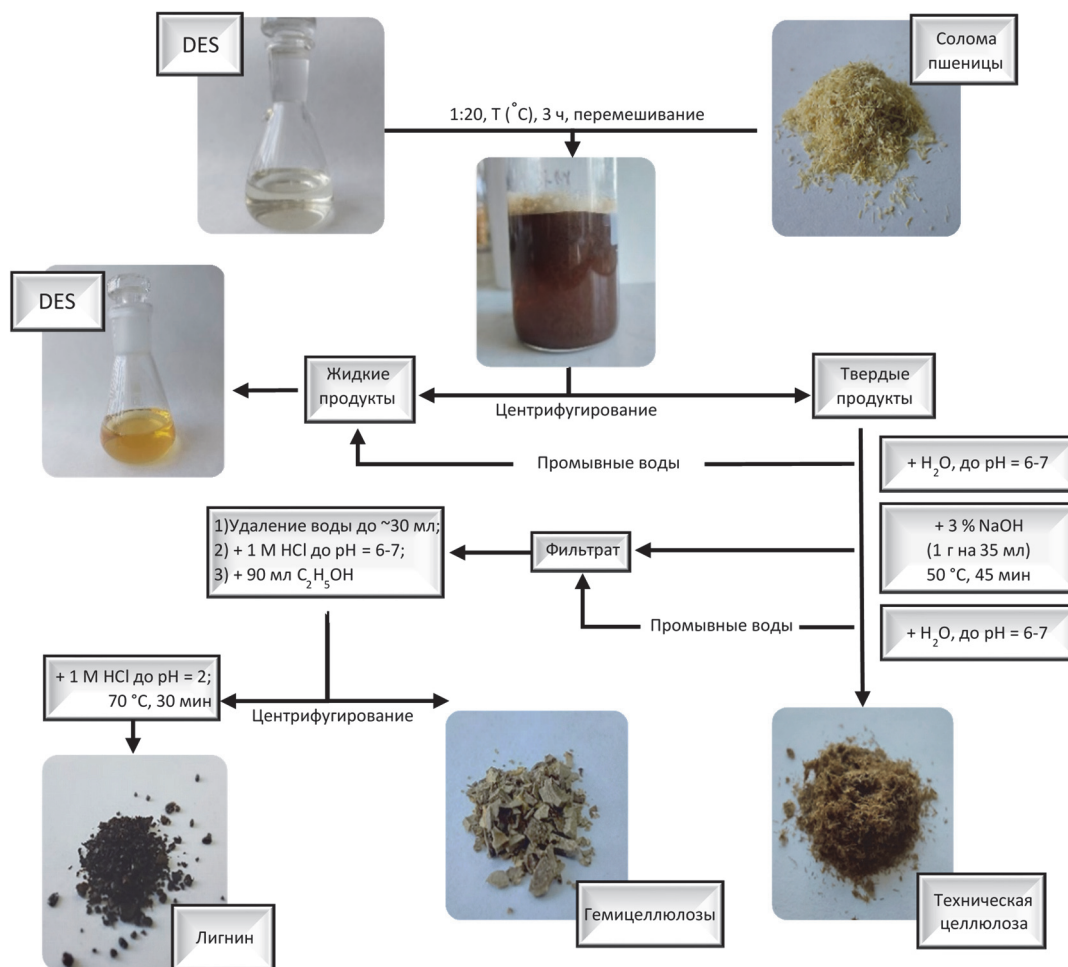 DES
Солома
пшеницы
1:20, T (°C), 3 ч, перемешивание
DES
Жидкие
продукты
Центрифугирование
Твердые
продукты
Промывные воды
+ H₂O, до pH = 6-7
1)Удаление воды до ~30 мл;
2) + 1 M HCl до pH = 6-7;
3) + 90 мл C₂H₅OH
Фильтрат
+ 3 % NaOH
(1 г на 35 мл)
50 °C, 45 мин
Промывные воды
+ H₂O, до pH = 6-7
+ 1 M HCl до pH = 2;
70 °C, 30 мин
Центрифугирование
Лигнин
Гемицеллюлозы
Техническая
целлюлоза